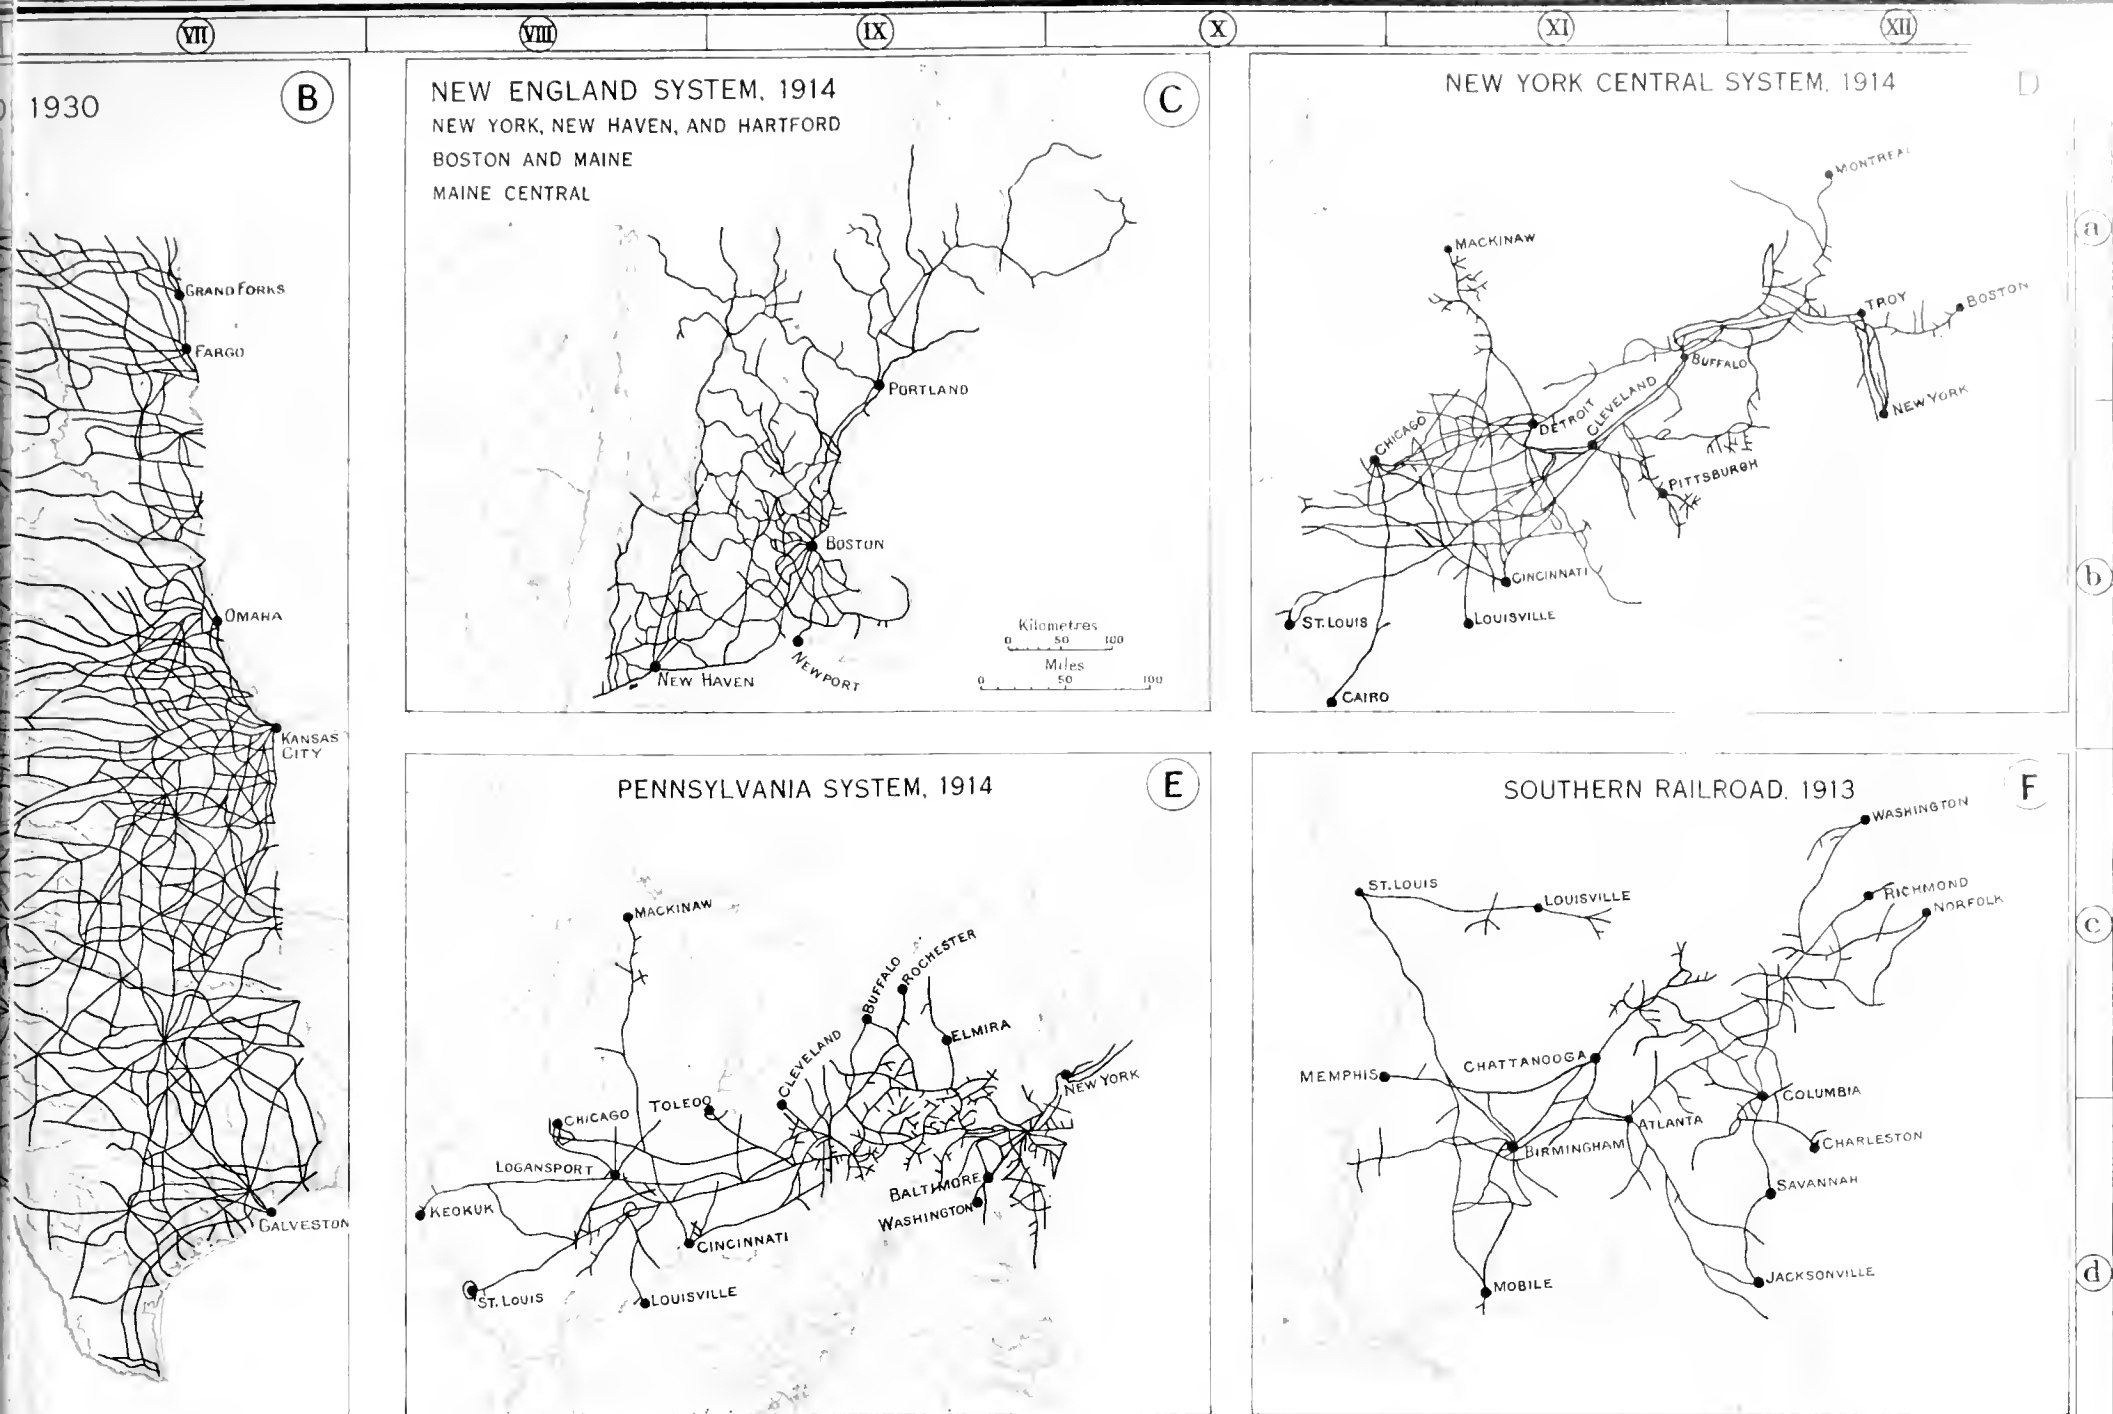 VII
VIII
IX
X
XI
XII
1930
B
GRAND FORKS
FARGO
OMAHA
KANSAS
CITY
GALVESTON
NEW ENGLAND SYSTEM, 1914
C
NEW YORK, NEW HAVEN, AND HARTFORD
BOSTON AND MAINE
MAINE CENTRAL
PORTLAND
BOSTON
NEWPORT
NEW HAVEN
Kilometres
0 50 100
Miles
0 50 100
NEW YORK CENTRAL SYSTEM, 1914
D
MONTREAL
MACKINAW
TROY
BOSTON
BUFFALO
NEW YORK
CLEVELAND
DETROIT
CHICAGO
PITTSBURGH
CINCINNATI
ST. LOUIS
LOUISVILLE
CAIRO
a
b
PENNSYLVANIA SYSTEM, 1914
E
MACKINAW
ROCHESTER
BUFFALO
ELMIRA
CLEVELAND
NEW YORK
TOLEDO
CHICAGO
LOGANSPORT
BALTIMORE
KEOKUK
WASHINGTON
CINCINNATI
ST. LOUIS
LOUISVILLE
SOUTHERN RAILROAD, 1913
F
WASHINGTON
ST. LOUIS
LOUISVILLE
RICHMOND
NORFOLK
CHATTANOOGA
MEMPHIS
COLUMBIA
ATLANTA
BIRMINGHAM
CHARLESTON
SAVANNAH
MOBILE
JACKSONVILLE
c
d